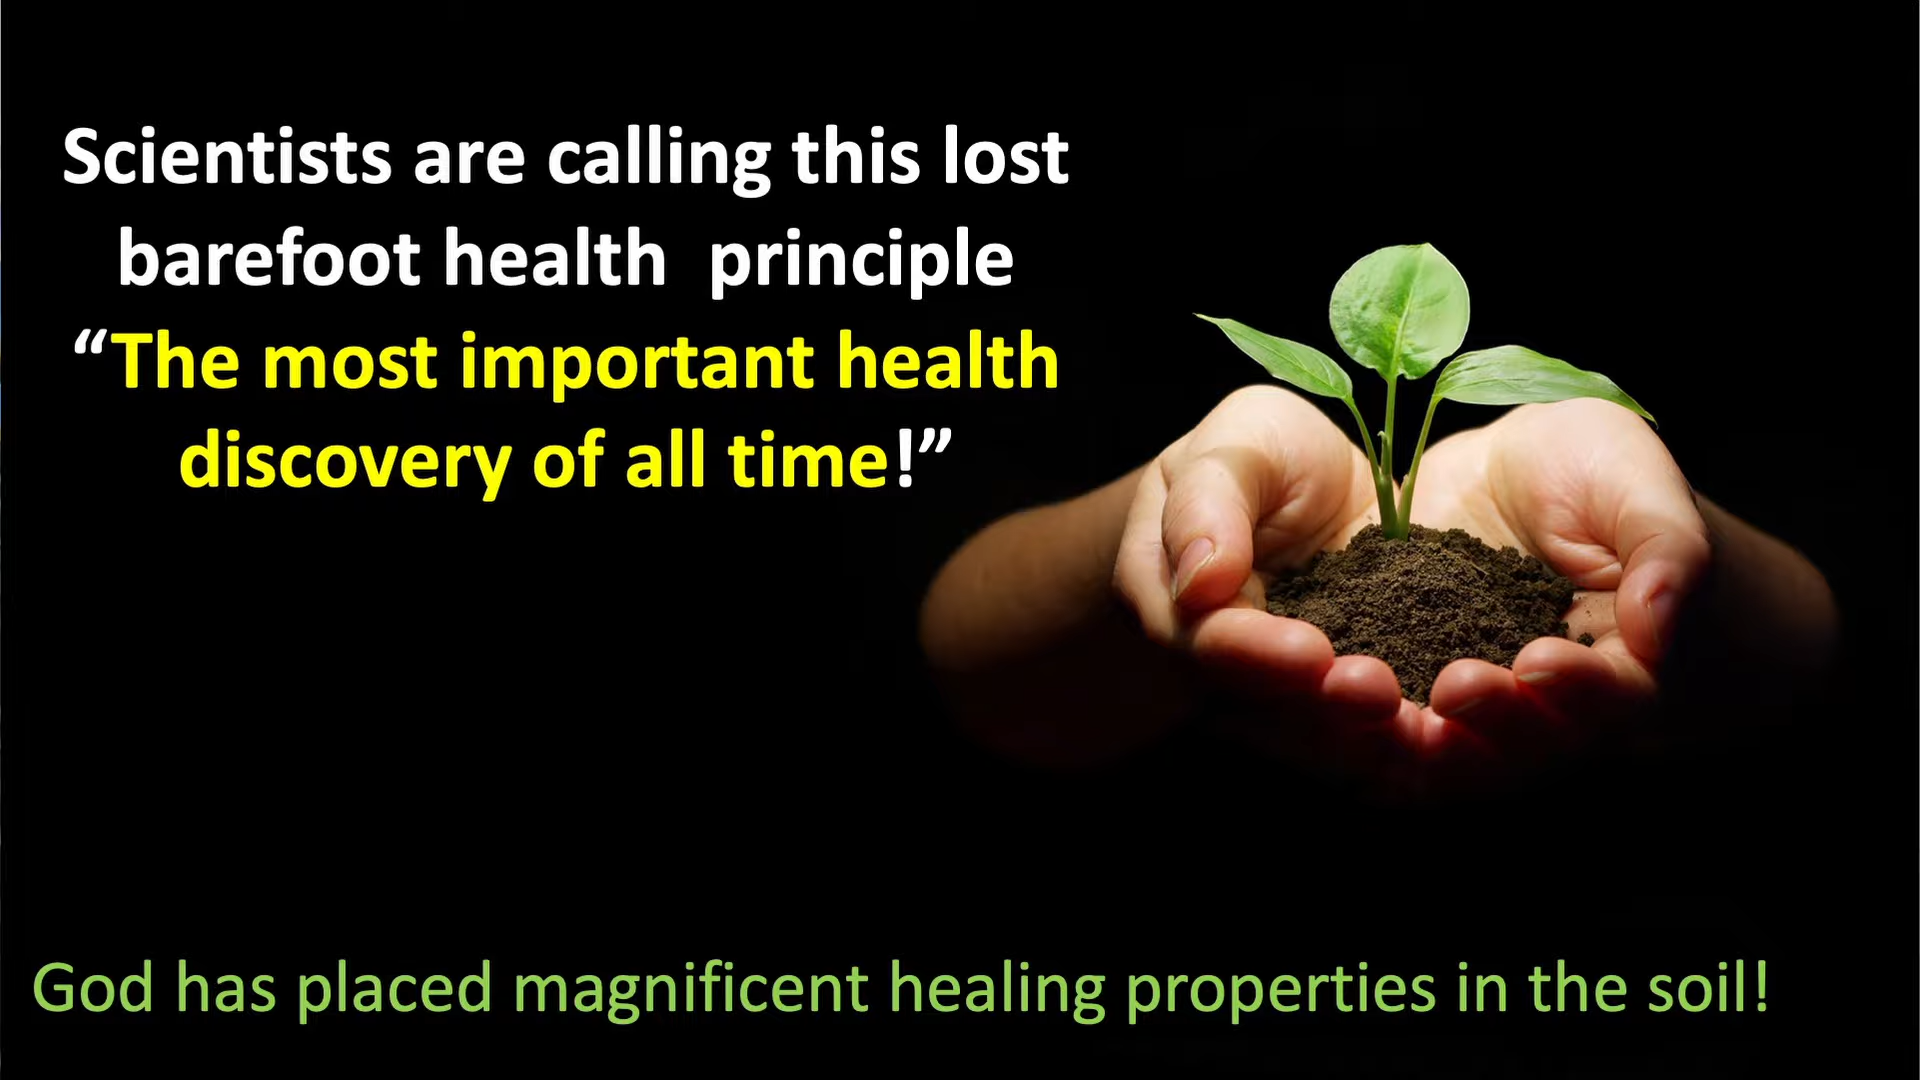 Scientists are calling this lost
barefoot health  principle
“The most important health
discovery of all time!”
God has placed magnificent healing properties in the soil!